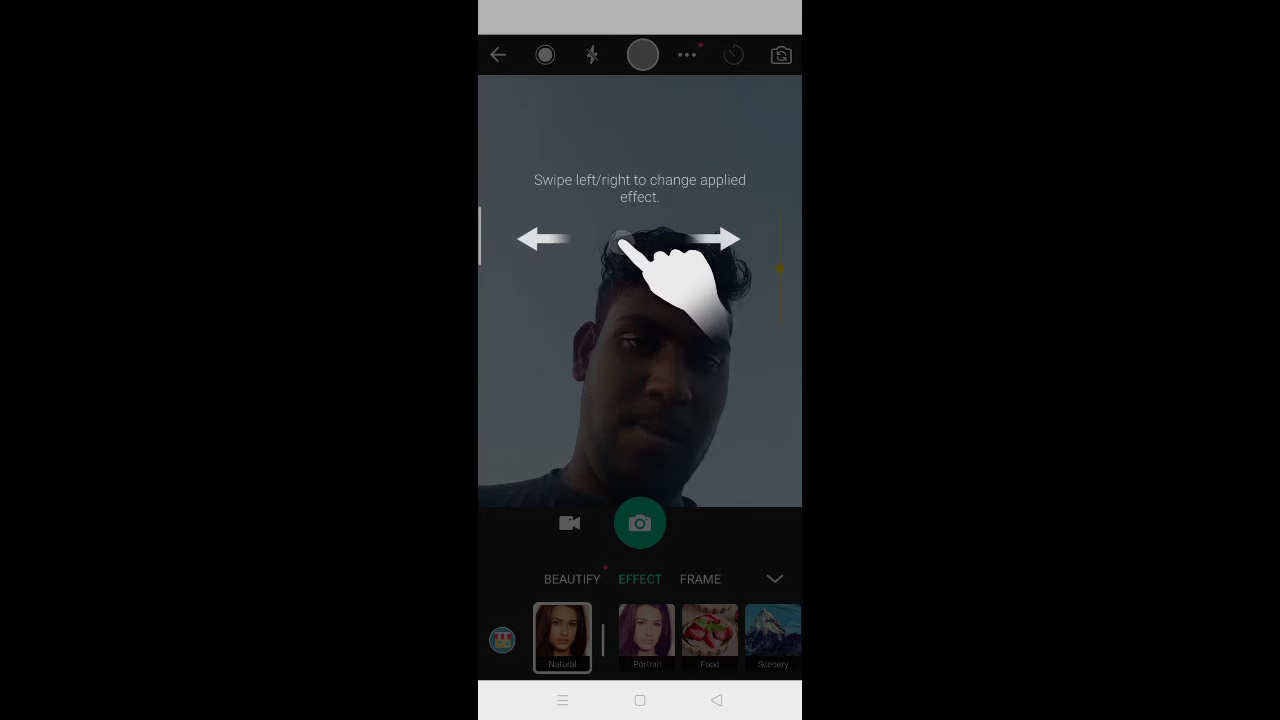 Swipe left/right to change applied
effect.
BEAUTIFY EFFECT FRAME
Natural Portrait Food Scenery